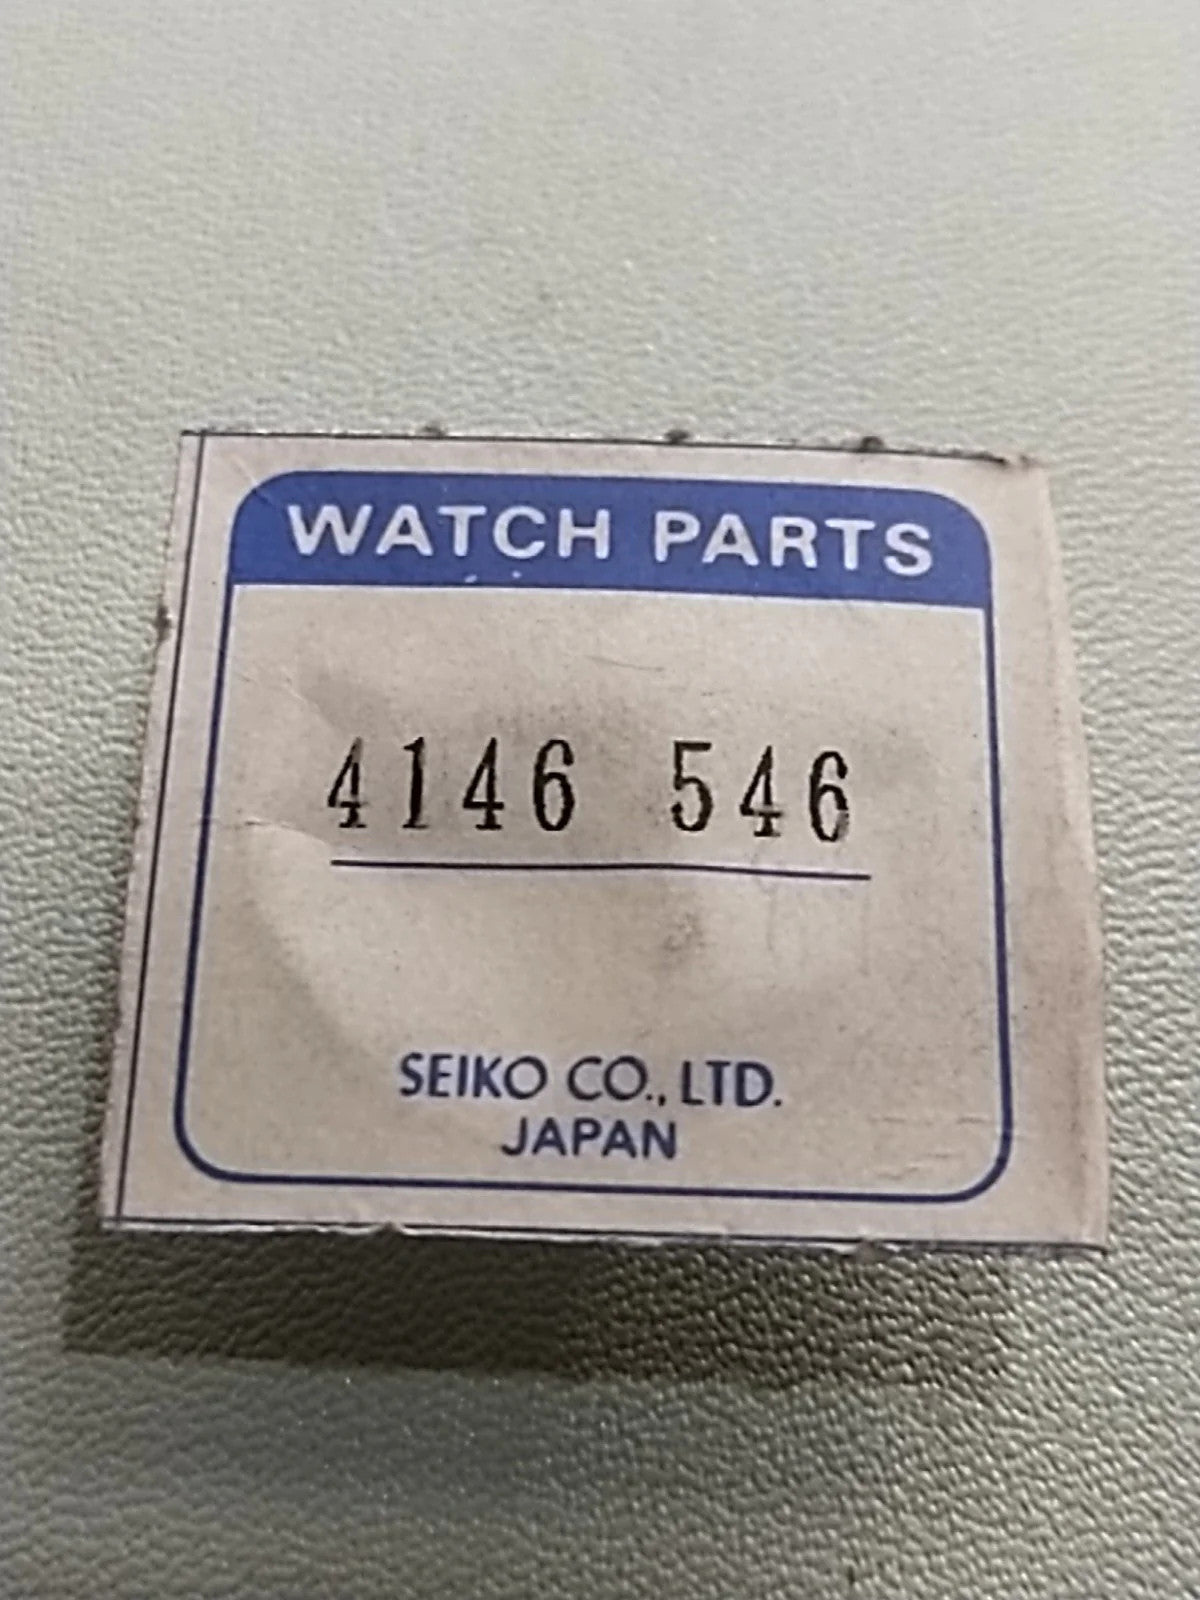 WATCH PARTS
4146 546
SEIKO CO., LTD.
JAPAN